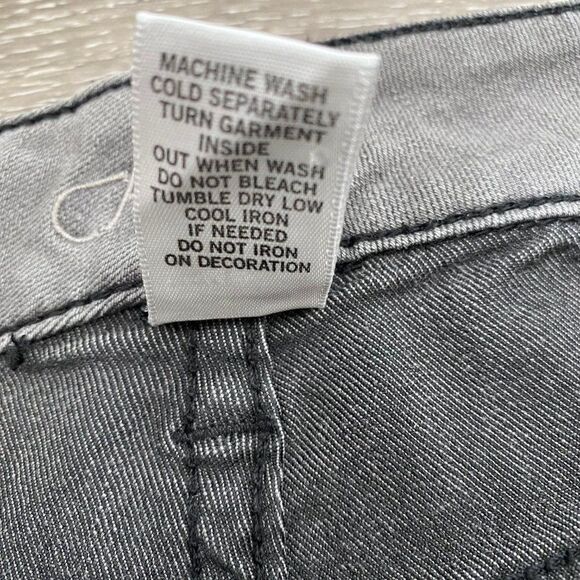 MACHINE WASH
COLD SEPARATELY
TURN GARMENT
INSIDE
OUT WHEN WASH
DO NOT BLEACH
TUMBLE DRY LOW
COOL IRON
IF NEEDED
DO NOT IRON
ON DECORATION